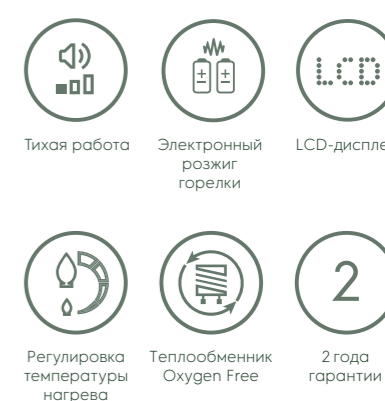 LCD
Тихая работа
Электронный
розжиг
горелки
LCD-диспле
2
Регулировка
температуры
нагрева
Теплообменник
Oxygen Free
2 года
гарантии